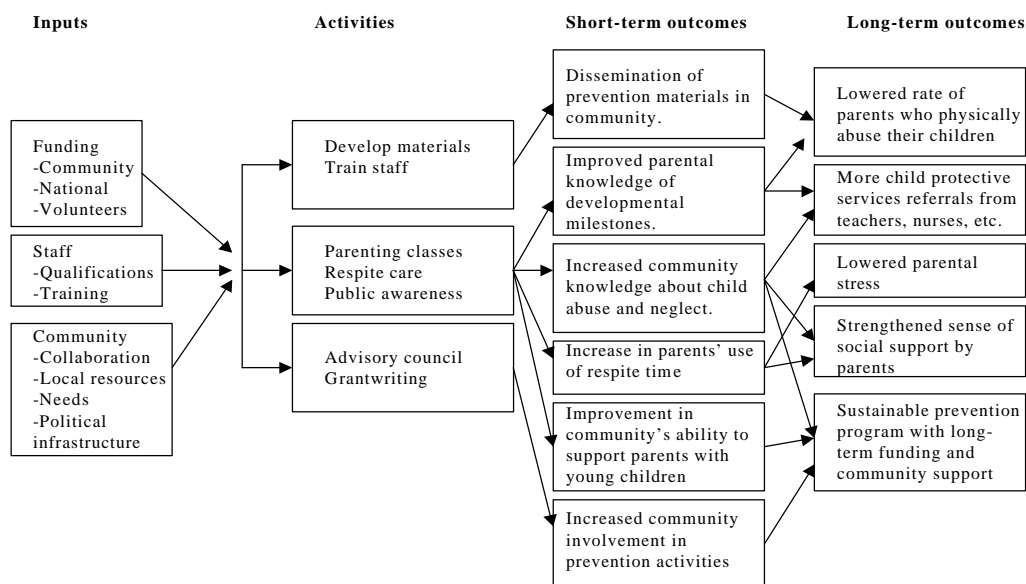 Inputs
Activities
Short-term outcomes
Long-term outcomes
Funding
-Community
-National
-Volunteers
Staff
-Qualifications
-Training
Community
-Collaboration
-Local resources
-Needs
-Political
infrastructure
Develop materials
Train staff
Parenting classes
Respite care
Public awareness
Advisory council
Grantwriting
Dissemination of
prevention materials in
community.
Improved parental
knowledge of
developmental
milestones.
Increased community
knowledge about child
abuse and neglect.
Increase in parents’ use
of respite time
Improvement in
community’s ability to
support parents with
young children
Increased community
involvement in
prevention activities
Lowered rate of
parents who physically
abuse their children
More child protective
services referrals from
teachers, nurses, etc.
Lowered parental
stress
Strengthened sense of
social support by
parents
Sustainable prevention
program with long-
term funding and
community support